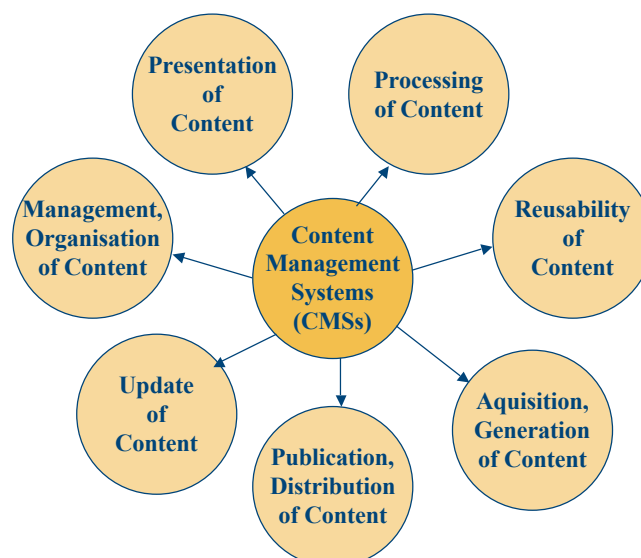 Presentation
of
Content
Processing
of Content
Management,
Organisation
of Content
Content
Management
Systems
(CMSs)
Reusability
of
Content
Update
of
Content
Publication,
Distribution
of Content
Aquisition,
Generation
of Content